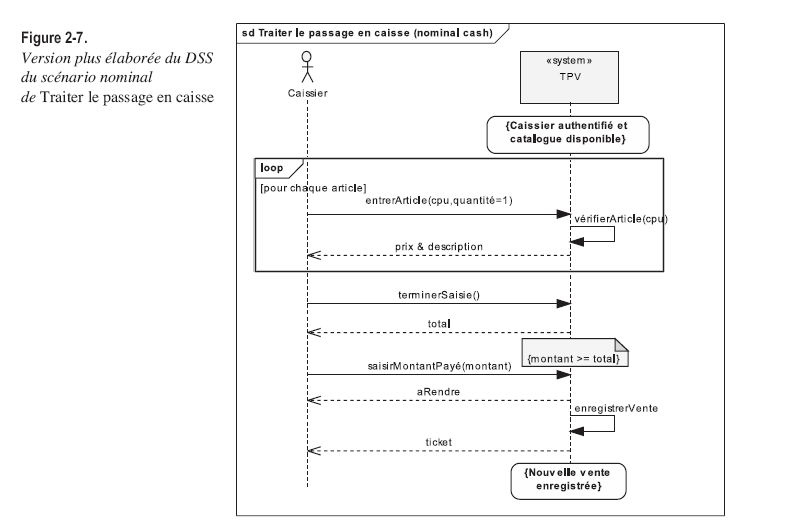 Figure 2-7.
Version plus élaborée du DSS
du scénario nominal
de Traiter le passage en caisse
sd Traiter le passage en caisse (nominal cash)
Caissier
«system»
TPV
{Caissier authentifié et
catalogue disponible}
loop
[pour chaque article]
entrerArticle(cpu,quantité=1)
vérifierArticle(cpu)
prix & description
terminerSaisie()
total
{montant >= total}
saisirMontantPayé(montant)
aRendre
enregistrerVente
ticket
{Nouvelle vente
enregistrée}